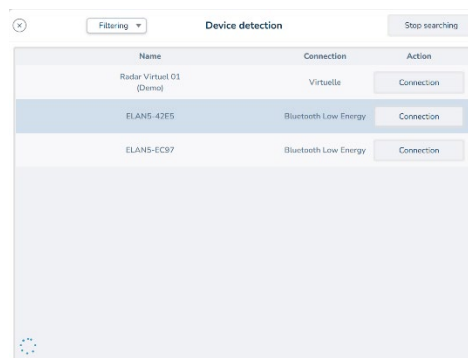 Filtering Device detection Stop searching
Name Connection Action
Radar Virtuel 01
(Demo) Virtuelle Connection
ELAN5-42E5 Bluetooth Low Energy Connection
ELAN5-EC97 Bluetooth Low Energy Connection